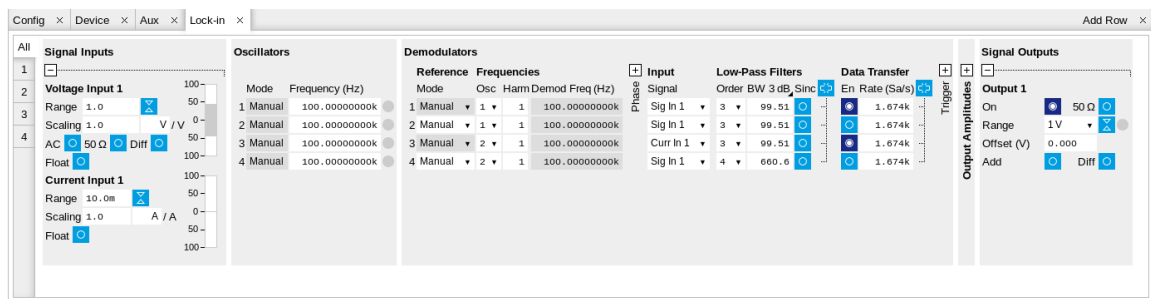 Config × Device × Aux × Lock-in × Add Row ×
All Signal Inputs Oscillators Demodulators Signal Outputs
1 − Reference Frequencies + Input Low-Pass Filters Data Transfer + + −
2 Voltage Input 1 100 Mode Frequency (Hz) Mode Osc Harm Demod Freq (Hz) Phase Signal Order BW 3 dB Sinc En Rate (Sa/s) Trigger Output Amplitudes Output 1
3 Range 1.0 50 1 Manual 100.00000000k 1 Manual 1 1 100.00000000k Sig In 1 3 99.51 1.674k On 50 Ω
4 Scaling 1.0 V / V 0 2 Manual 100.00000000k 2 Manual 1 1 100.00000000k Sig In 1 3 99.51 1.674k Range 1 V
AC 50 Ω Diff 50 3 Manual 100.00000000k 3 Manual 2 1 100.00000000k Curr In 1 3 99.51 1.674k Offset (V) 0.000
Float 100 4 Manual 100.00000000k 4 Manual 2 1 100.00000000k Sig In 1 4 660.6 1.674k Add Diff
Current Input 1 100
Range 10.0m 50
Scaling 1.0 A / A 0
Float 50
100